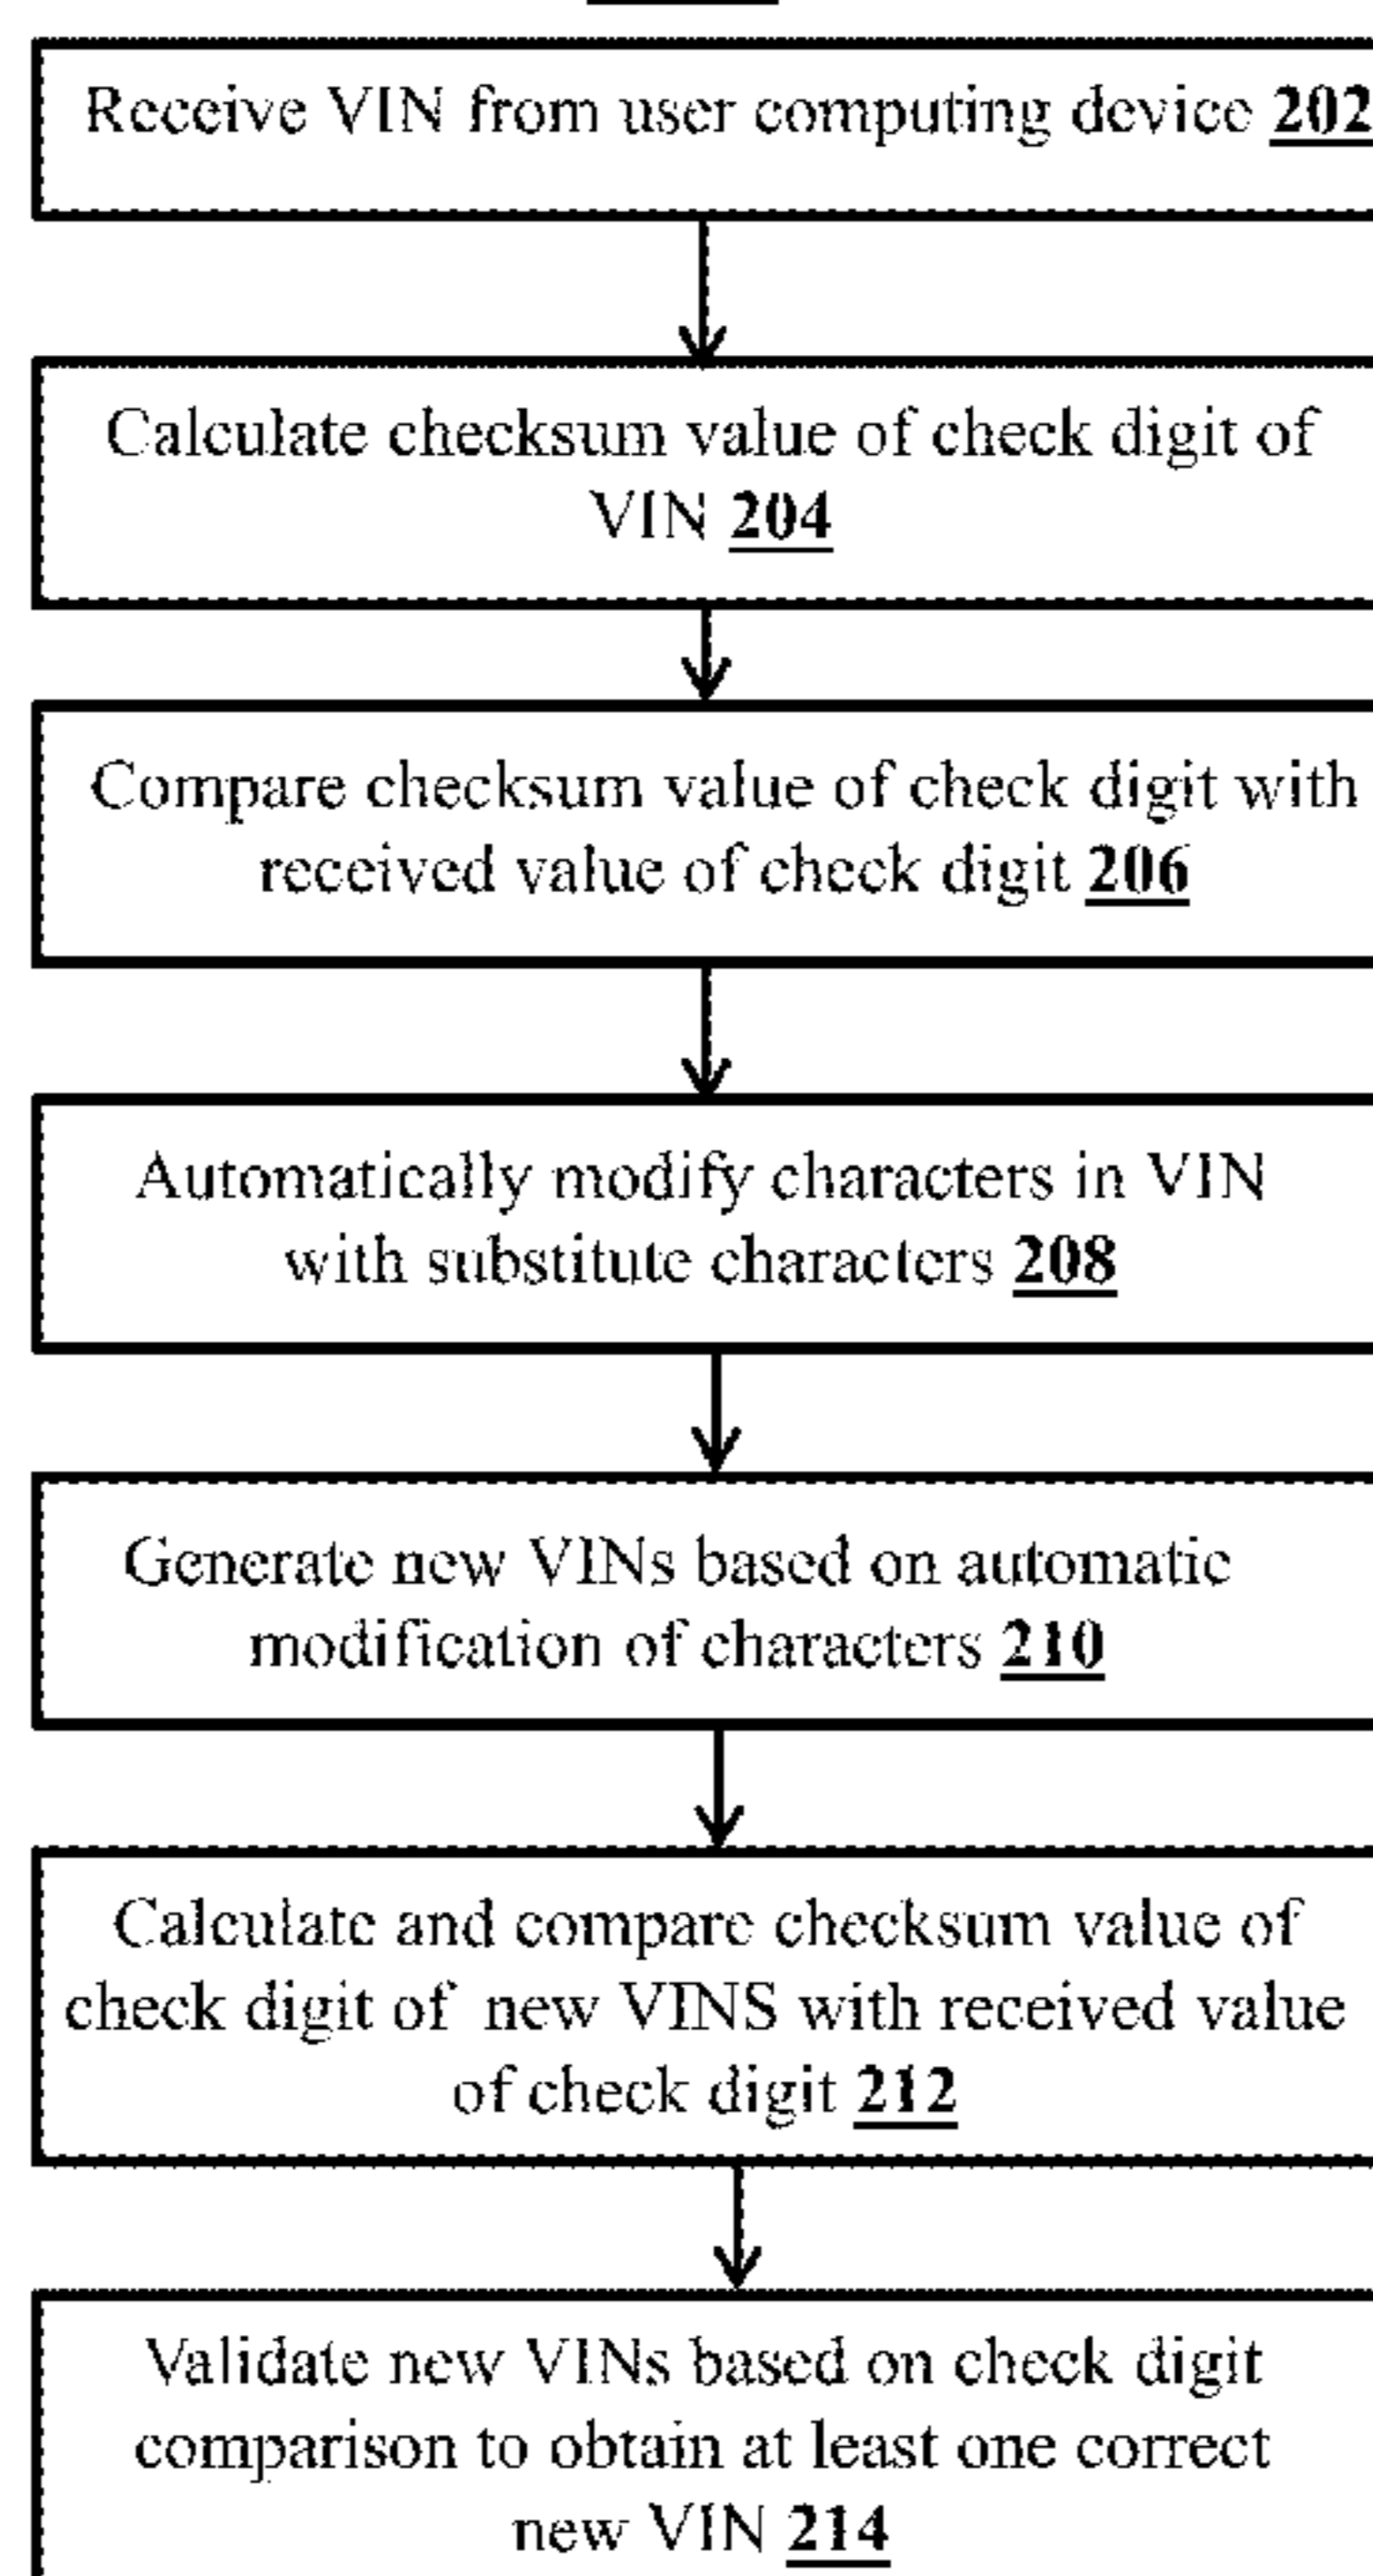 Receive VIN from user computing device 202
Calculate checksum value of check digit of
VIN 204
Compare checksum value of check digit with
received value of check digit 206
Automatically modify characters in VIN
with substitute characters 208
Generate new VINs based on automatic
modification of characters 210
Calculate and compare checksum value of
check digit of new VINS with received value
of check digit 212
Validate new VINs based on check digit
comparison to obtain at least one correct
new VIN 214